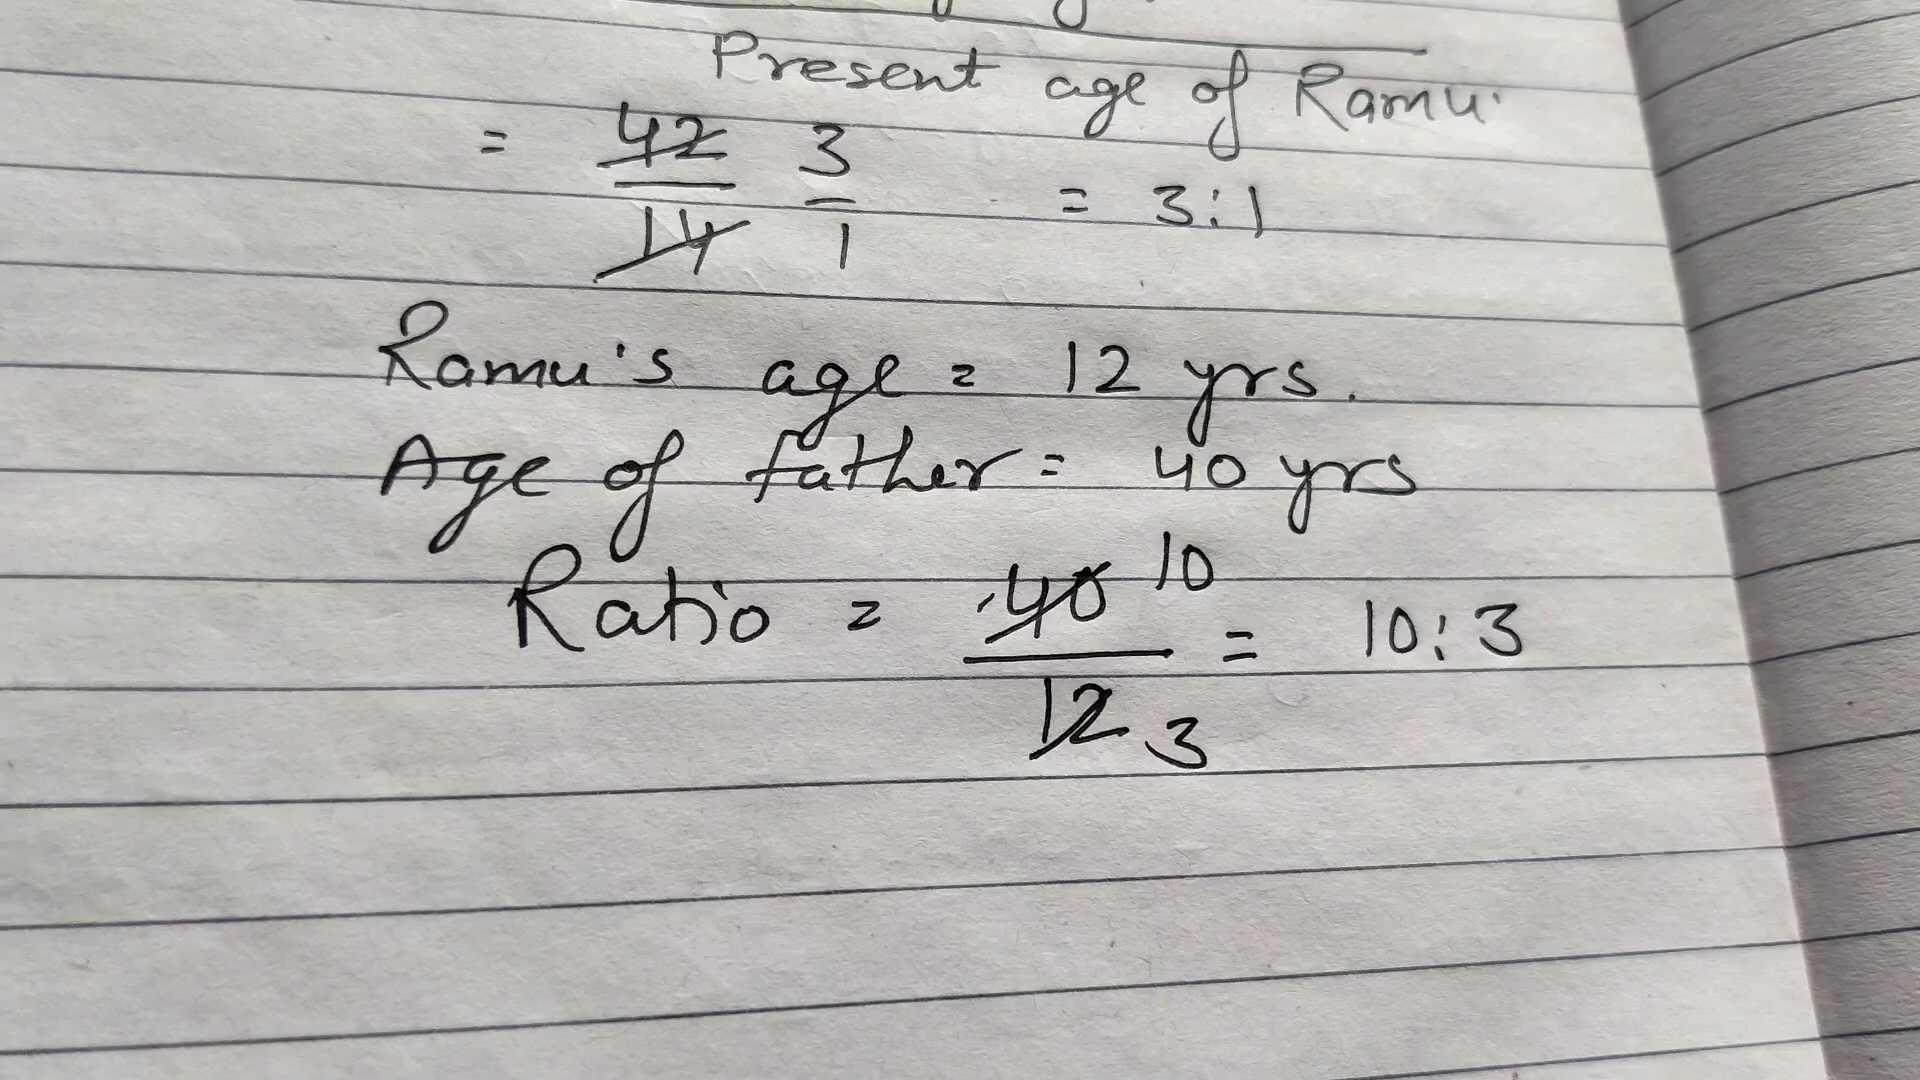 Present age of Ramu.
= 42/14 3/1 = 3:1
Ramu's age = 12 yrs.
Age of father = 40 yrs
Ratio = 40/12 10/3 = 10:3